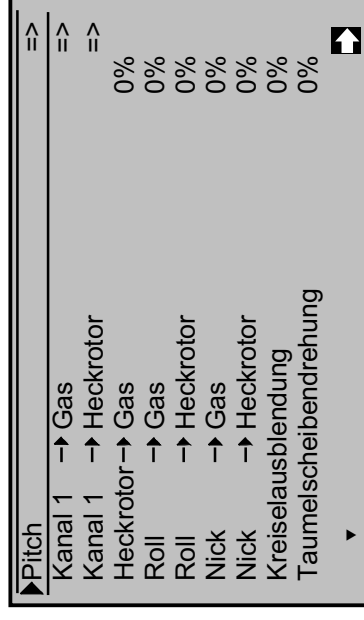 ▶Pitch =>
Kanal 1 → Gas =>
Kanal 1 → Heckrotor =>
Heckrotor → Gas 0%
Roll → Gas 0%
Roll → Heckrotor 0%
Nick → Gas 0%
Nick → Heckrotor 0%
Kreiselausblendung 0%
Taumelscheibendrehung 0%